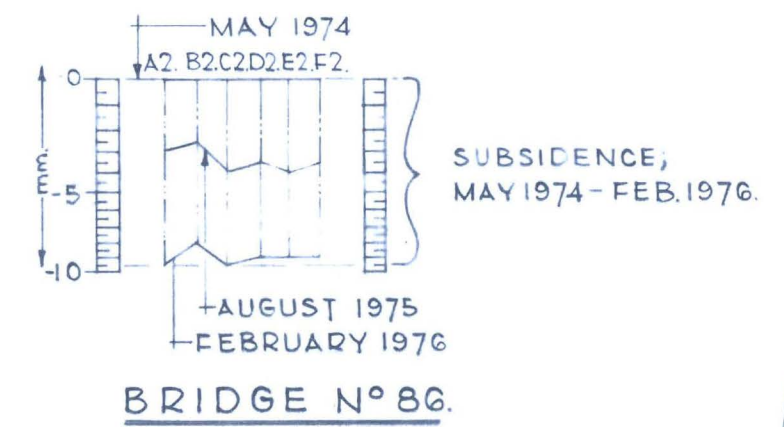 MAY 1974
A2. B2.C2.D2.E2.F2.
0
mm.
-5
-10
SUBSIDENCE,
MAY 1974 - FEB. 1976.
AUGUST 1975
FEBRUARY 1976
BRIDGE Nº 86.